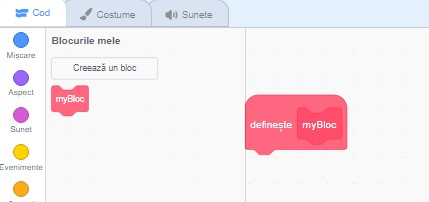 Cod
Costume
Sunete
Mișcare
Aspect
Sunet
Evenimente
Blocurile mele
Creează un bloc
myBloc
definește myBloc